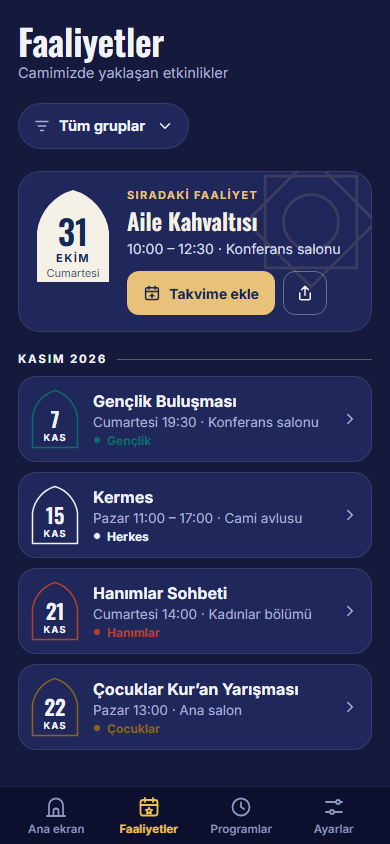 Faaliyetler
Camimizde yaklaşan etkinlikler
Tüm gruplar
31
EKİM
Cumartesi
SIRADAKİ FAALİYET
Aile Kahvaltısı
10:00 – 12:30 · Konferans salonu
Takvime ekle
KASIM 2026
7
KAS
Gençlik Buluşması
Cumartesi 19:30 · Konferans salonu
Gençlik
15
KAS
Kermes
Pazar 11:00 – 17:00 · Cami avlusu
Herkes
21
KAS
Hanımlar Sohbeti
Cumartesi 14:00 · Kadınlar bölümü
Hanımlar
22
KAS
Çocuklar Kur’an Yarışması
Pazar 13:00 · Ana salon
Çocuklar
Ana ekran
Faaliyetler
Programlar
Ayarlar